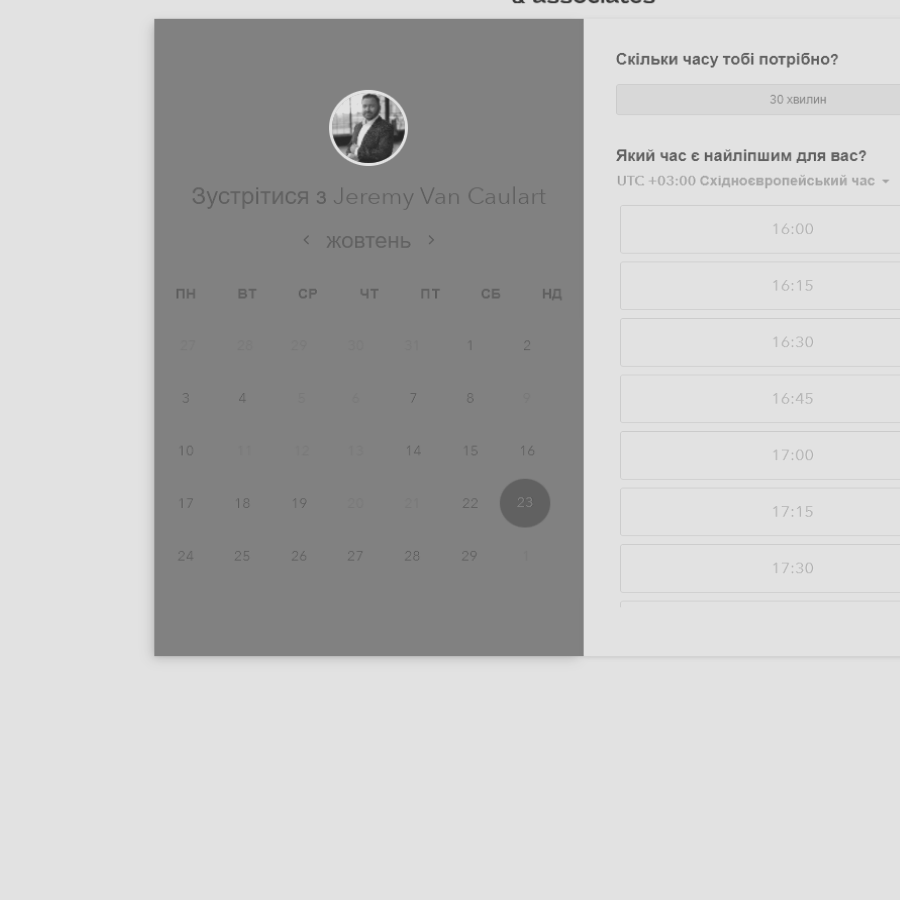 & associates
Зустрітися з Jeremy Van Caulart
жовтень
ПН ВТ СР ЧТ ПТ СБ НД
27 28 29 30 31 1 2
3 4 5 6 7 8 9
10 11 12 13 14 15 16
17 18 19 20 21 22 23
24 25 26 27 28 29 1
Скільки часу тобі потрібно?
30 хвилин
Який час є найліпшим для вас?
UTC +03:00 Східноєвропейський час
16:00
16:15
16:30
16:45
17:00
17:15
17:30